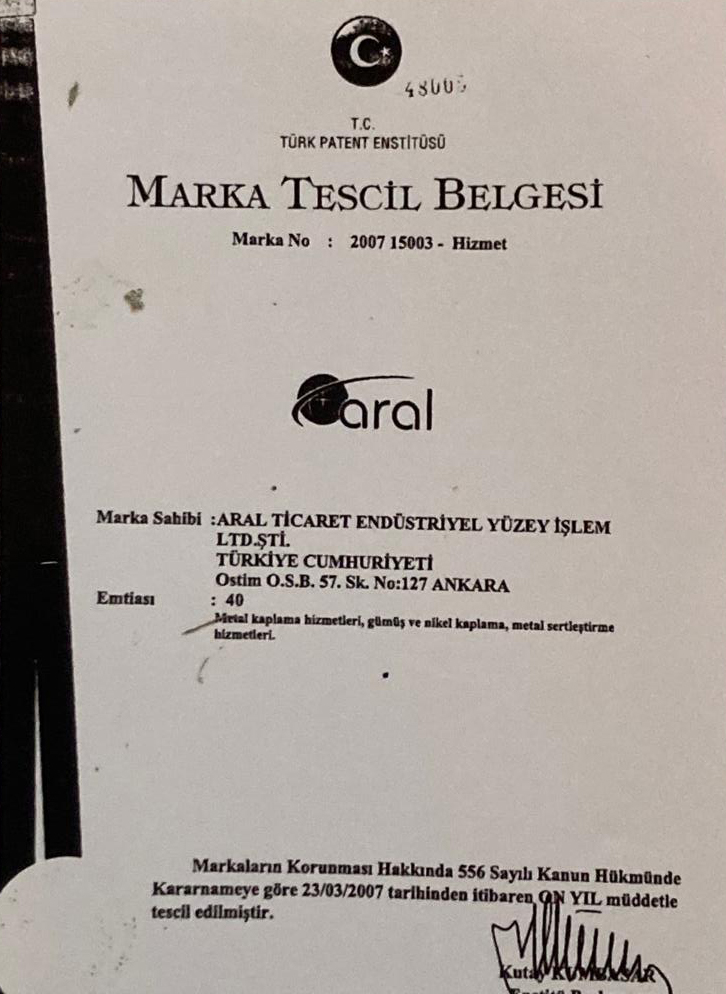 T.C.
TÜRK PATENT ENSTİTÜSÜ
MARKA TESCİL BELGESİ
Marka No : 2007 15003 - Hizmet
aral
Marka Sahibi :ARAL TİCARET ENDÜSTRİYEL YÜZEY İŞLEM
LTD.ŞTİ.
TÜRKİYE CUMHURİYETİ
Ostim O.S.B. 57. Sk. No:127 ANKARA
Emtiası : 40
Metal kaplama hizmetleri, gümüş ve nikel kaplama, metal sertleştirme
hizmetleri.
Markaların Korunması Hakkında 556 Sayılı Kanun Hükmünde
Kararnameye göre 23/03/2007 tarihinden itibaren ON YIL müddetle
tescil edilmiştir.